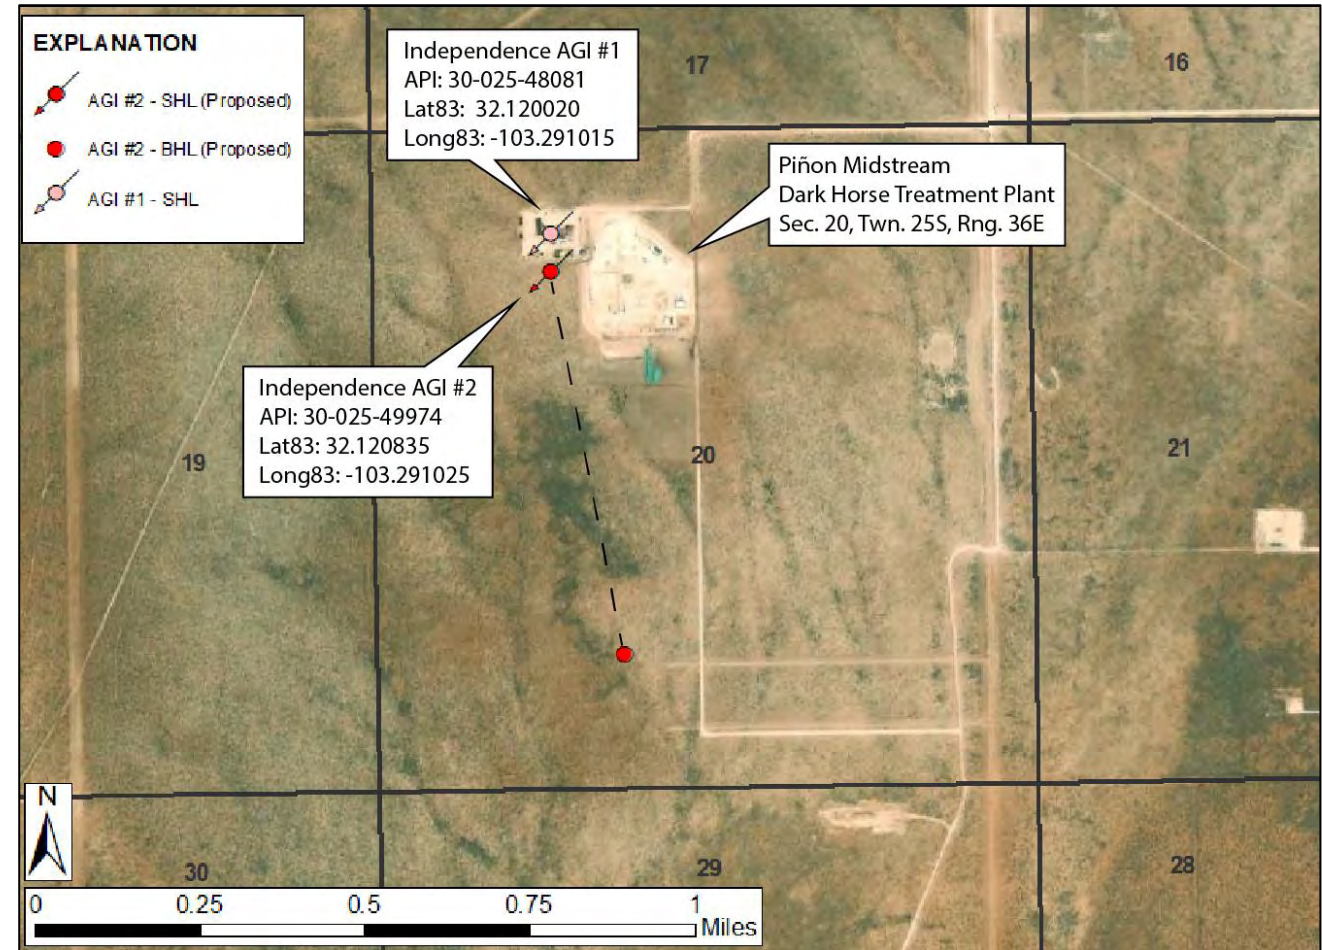 EXPLANATION
AGI #2 - SHL (Proposed)
AGI #2 - BHL (Proposed)
AGI #1 - SHL
Independence AGI #1
API: 30-025-48081
Lat83: 32.120020
Long83: -103.291015
17
16
Piñon Midstream
Dark Horse Treatment Plant
Sec. 20, Twn. 25S, Rng. 36E
Independence AGI #2
API: 30-025-49974
Lat83: 32.120835
Long83: -103.291025
19
20
21
N
30
29
28
0 0.25 0.5 0.75 1
Miles